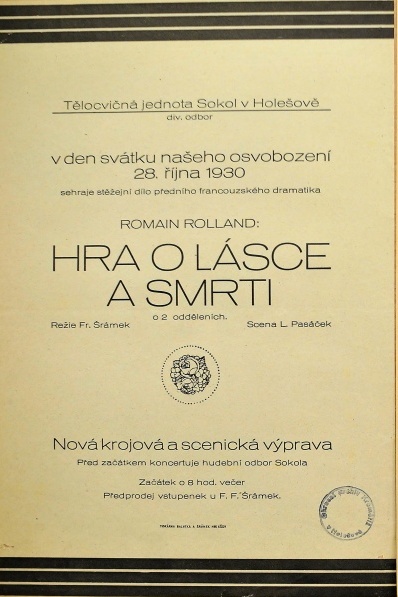 Tělocvičná jednota Sokol v Holešově
div. odbor
v den svátku našeho osvobození
28. října 1930
sehraje stěžejní dílo předního francouzského dramatika
ROMAIN ROLLAND:
HRA O LÁSCE
A SMRTI
o 2 odděleních.
Režie Fr. Šrámek
Scena L. Pasáček
Nová krojová a scenická výprava
Před začátkem koncertuje hudební odbor Sokola
Začátek o 8 hod. večer
Předprodej vstupenek u F. F. Šrámek.